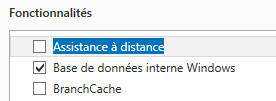 Fonctionnalités
Assistance à distance
Base de données interne Windows
BranchCache